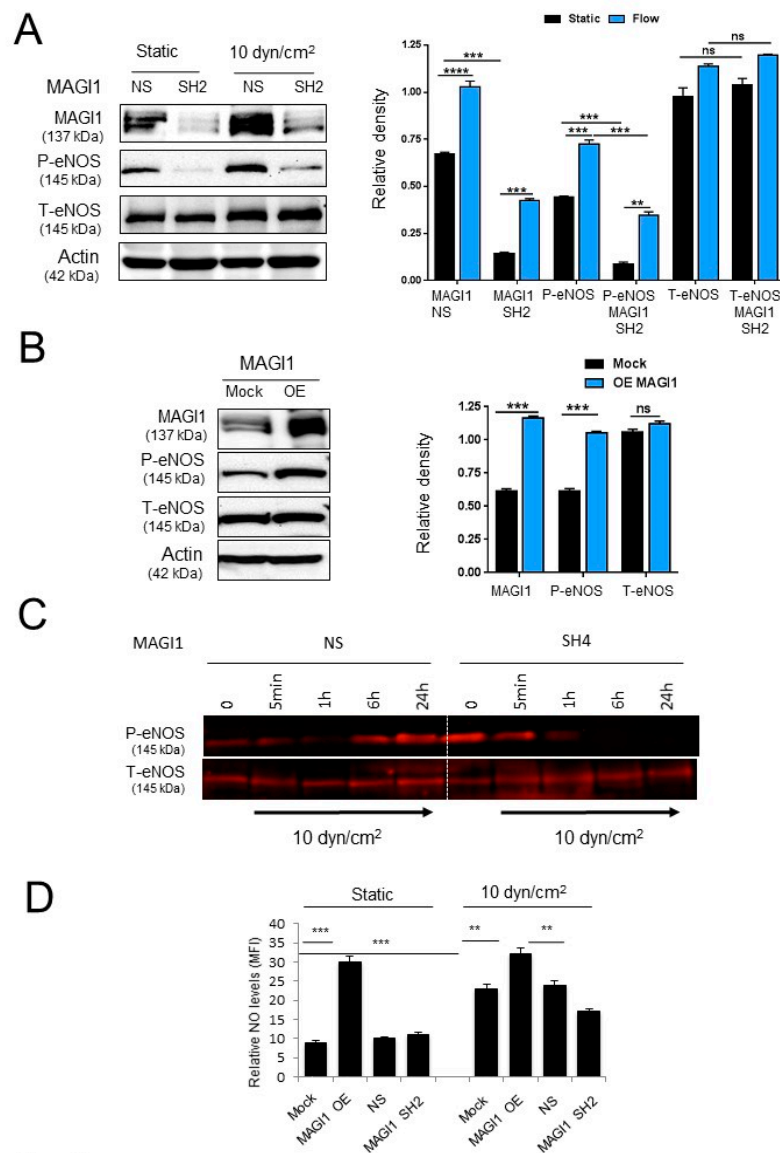 A
Static 10 dyn/cm²
MAGI1 NS SH2 NS SH2
MAGI1
(137 kDa)
P-eNOS
(145 kDa)
T-eNOS
(145 kDa)
Actin
(42 kDa)
Static Flow
Relative density
1.25
1.00
0.75
0.50
0.25
0.00
*** **** *** *** *** *** ** ns ns
MAGI1 NS
MAGI1 SH2
P-eNOS
P-eNOS MAGI1 SH2
T-eNOS
T-eNOS MAGI1 SH2
B
MAGI1
Mock OE
MAGI1
(137 kDa)
P-eNOS
(145 kDa)
T-eNOS
(145 kDa)
Actin
(42 kDa)
Mock
OE MAGI1
Relative density
1.25
1.00
0.75
0.50
0.25
0.00
*** *** ns
MAGI1 P-eNOS T-eNOS
C
MAGI1 NS SH4
0 5min 1h 6h 24h 0 5min 1h 6h 24h
P-eNOS
(145 kDa)
T-eNOS
(145 kDa)
10 dyn/cm² 10 dyn/cm²
D
Static 10 dyn/cm²
Relative NO levels (MFI)
40
35
30
25
20
15
10
5
0
*** *** ** **
Mock MAGI1 OE NS MAGI1 SH2 Mock MAGI1 OE NS MAGI1 SH2